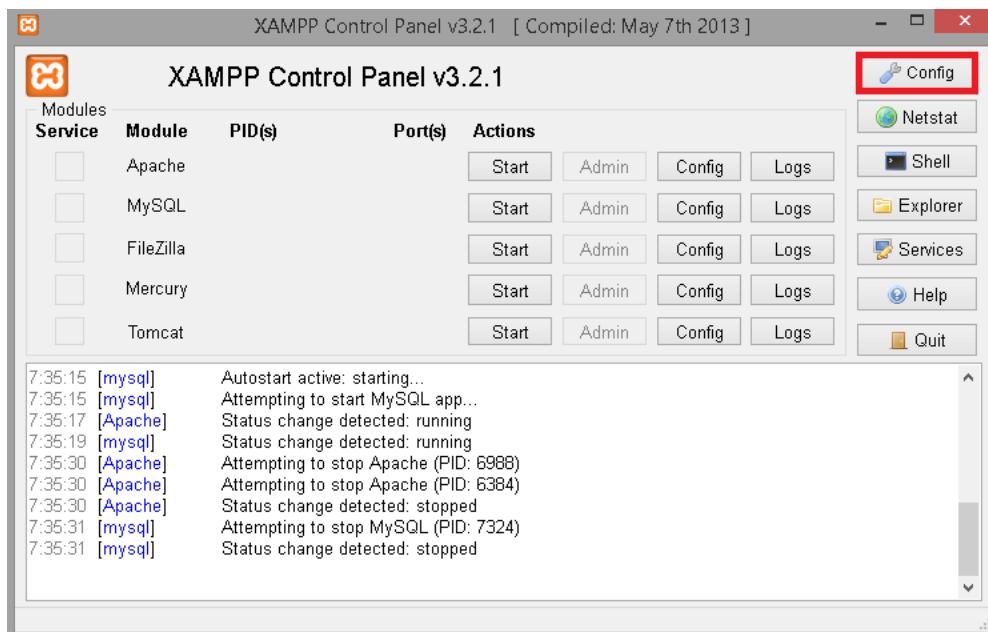 XAMPP Control Panel v3.2.1 [ Compiled: May 7th 2013 ]
XAMPP Control Panel v3.2.1
Config
Netstat
Shell
Explorer
Services
Help
Quit
Modules
Service Module PID(s) Port(s) Actions
Apache Start Admin Config Logs
MySQL Start Admin Config Logs
FileZilla Start Admin Config Logs
Mercury Start Admin Config Logs
Tomcat Start Admin Config Logs
7:35:15 [mysql] Autostart active: starting...
7:35:15 [mysql] Attempting to start MySQL app...
7:35:17 [Apache] Status change detected: running
7:35:19 [mysql] Status change detected: running
7:35:30 [Apache] Attempting to stop Apache (PID: 6988)
7:35:30 [Apache] Attempting to stop Apache (PID: 6384)
7:35:30 [Apache] Status change detected: stopped
7:35:31 [mysql] Attempting to stop MySQL (PID: 7324)
7:35:31 [mysql] Status change detected: stopped